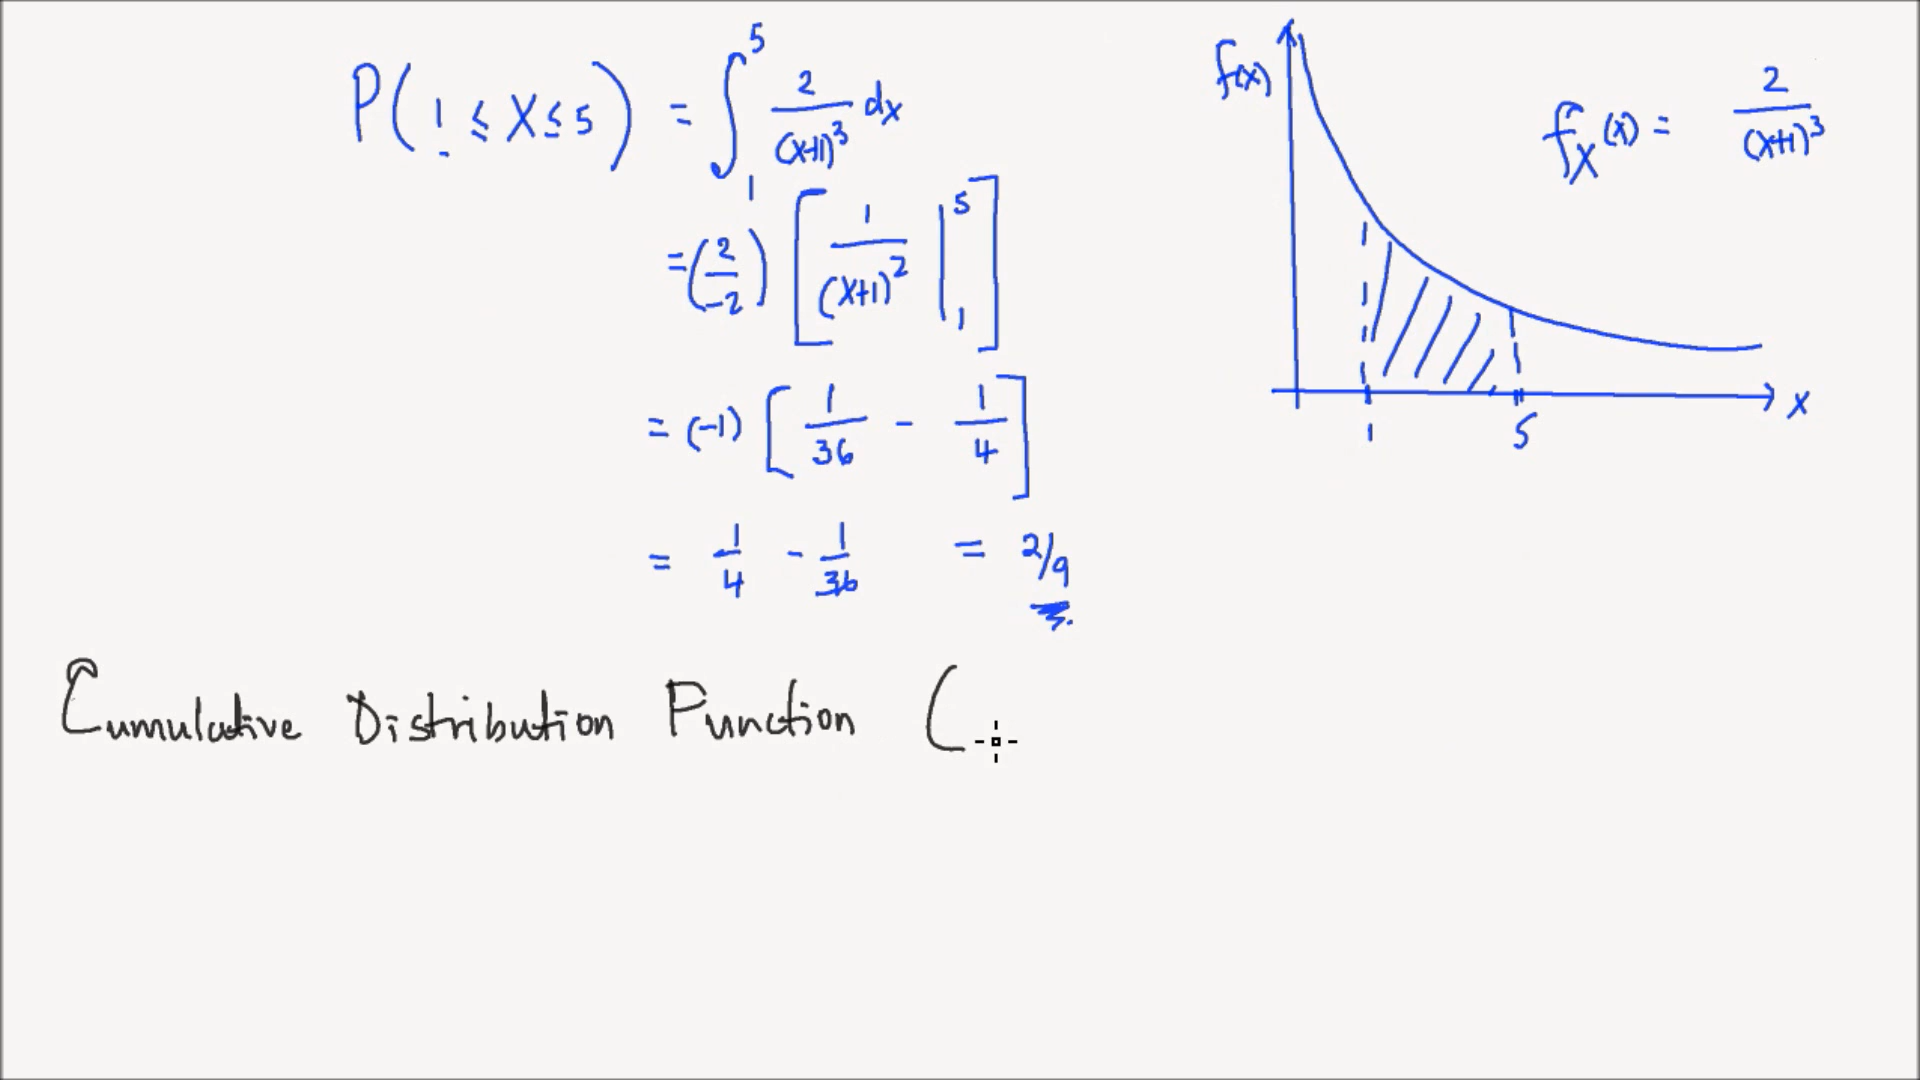 P(1 ≤ X ≤ 5) = ∫₁⁵ 2/(x+1)³ dx
= (2/-2) [1/(x+1)² |₁⁵]
= (-1) [1/36 - 1/4]
= 1/4 - 1/36 = 2/9
f(x)
f_X(x) = 2/(x+1)³
x
1 5
Cumulative Distribution Function (